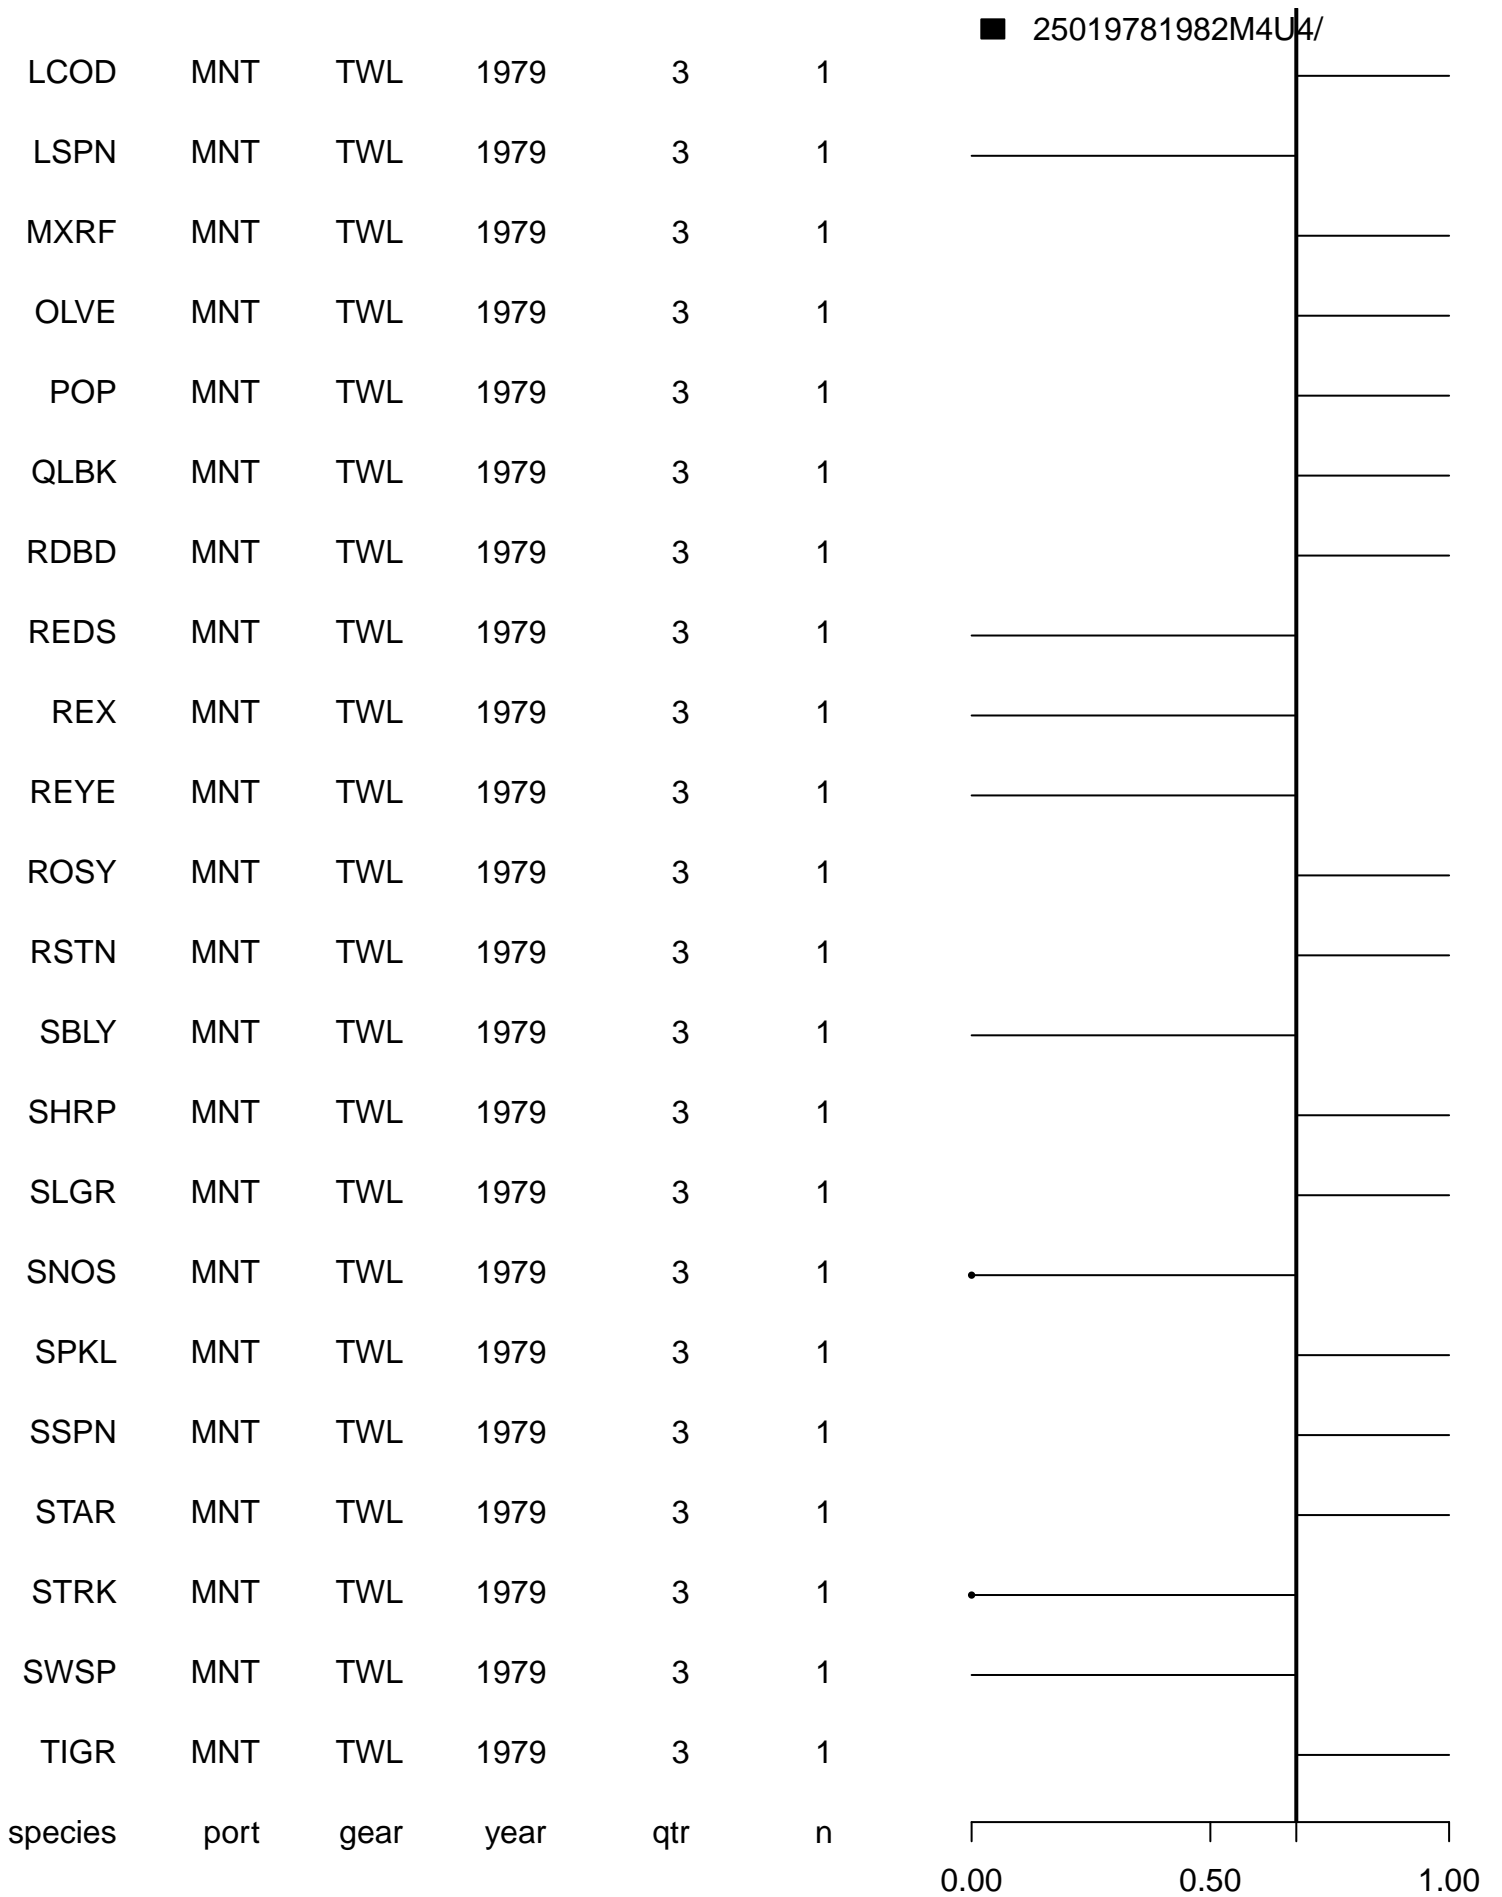 25019781982M4U4/
LCOD MNT TWL 1979 3 1
LSPN MNT TWL 1979 3 1
MXRF MNT TWL 1979 3 1
OLVE MNT TWL 1979 3 1
POP MNT TWL 1979 3 1
QLBK MNT TWL 1979 3 1
RDBD MNT TWL 1979 3 1
REDS MNT TWL 1979 3 1
REX MNT TWL 1979 3 1
REYE MNT TWL 1979 3 1
ROSY MNT TWL 1979 3 1
RSTN MNT TWL 1979 3 1
SBLY MNT TWL 1979 3 1
SHRP MNT TWL 1979 3 1
SLGR MNT TWL 1979 3 1
SNOS MNT TWL 1979 3 1
SPKL MNT TWL 1979 3 1
SSPN MNT TWL 1979 3 1
STAR MNT TWL 1979 3 1
STRK MNT TWL 1979 3 1
SWSP MNT TWL 1979 3 1
TIGR MNT TWL 1979 3 1
species port gear year qtr n
0.00 0.50 1.00